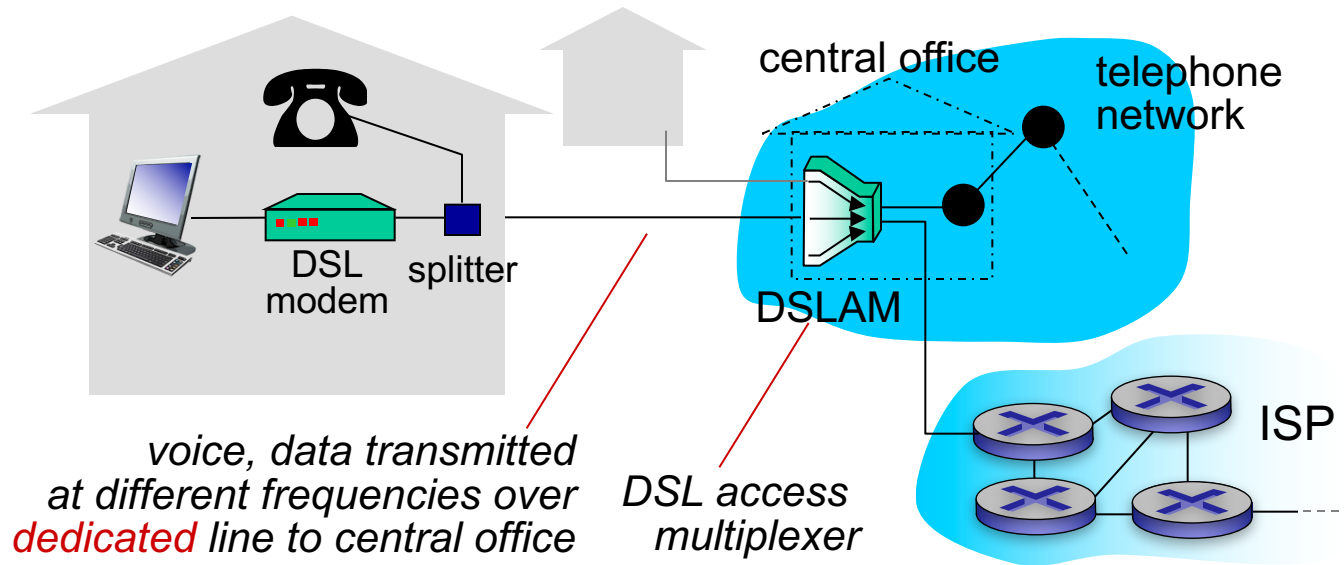 central office
telephone
network
DSL
modem
splitter
DSLAM
ISP
voice, data transmitted
at different frequencies over
dedicated line to central office
DSL access
multiplexer